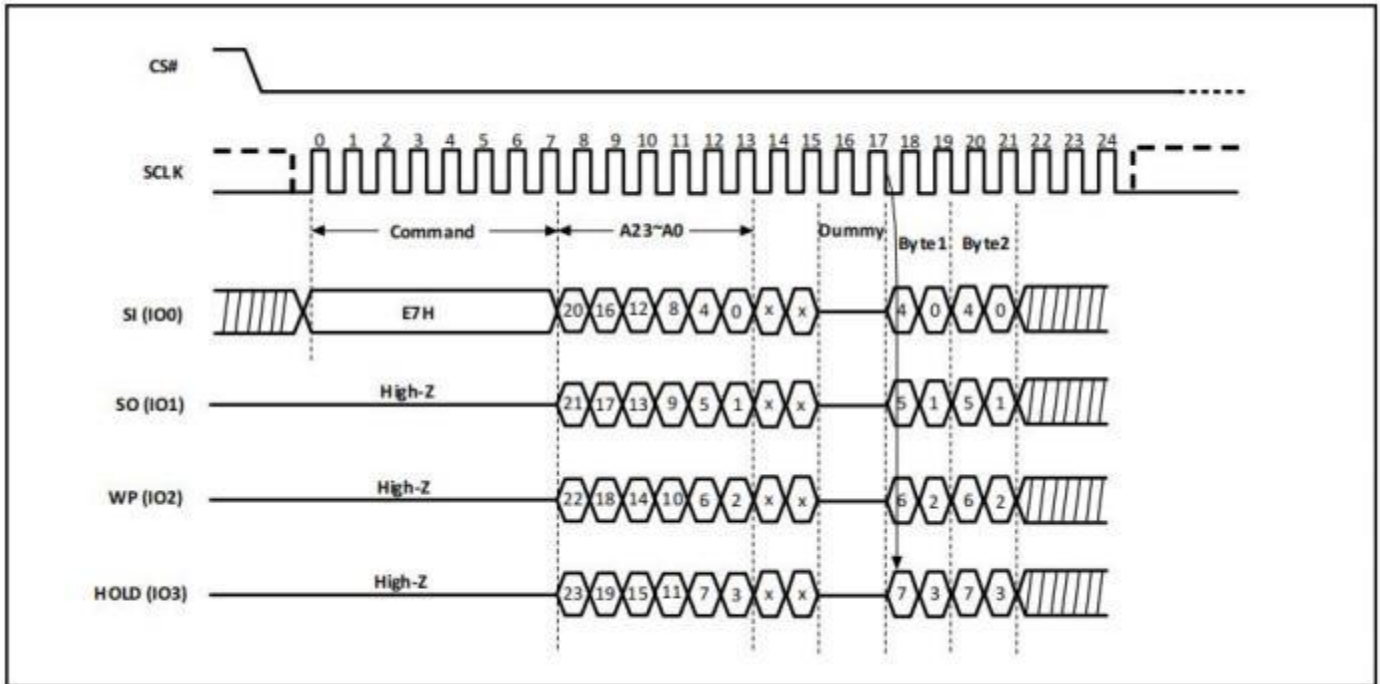 CS#
0 1 2 3 4 5 6 7 8 9 10 11 12 13 14 15 16 17 18 19 20 21 22 23 24
SCLK
Command A23~A0 Dummy Byte1 Byte2
SI (IO0) E7H 20 16 12 8 4 0 x x 4 0 4 0
SO (IO1) High-Z 21 17 13 9 5 1 x x 5 1 5 1
WP (IO2) High-Z 22 18 14 10 6 2 x x 6 2 6 2
HOLD (IO3) High-Z 23 19 15 11 7 3 x x 7 3 7 3